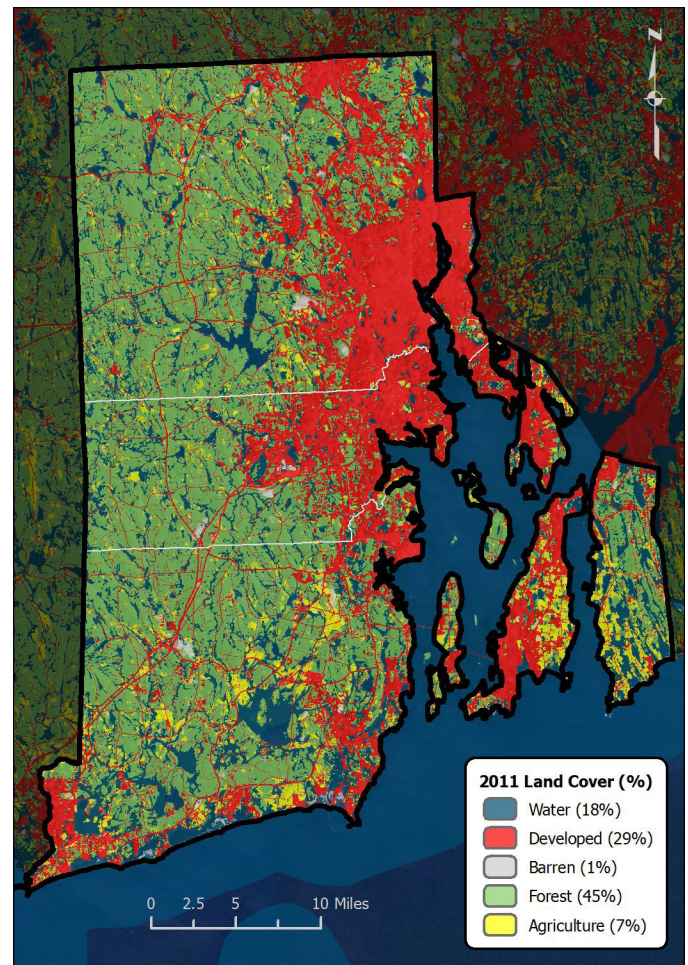 N
2011 Land Cover (%)
Water (18%)
Developed (29%)
Barren (1%)
Forest (45%)
Agriculture (7%)
0 2.5 5 10 Miles